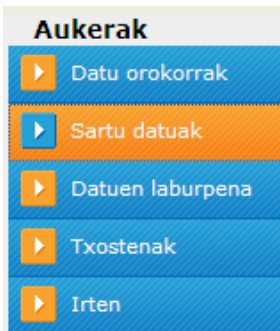 Aukerak
Datu orokorrak
Sartu datuak
Datuen laburpena
Txostenak
Irten